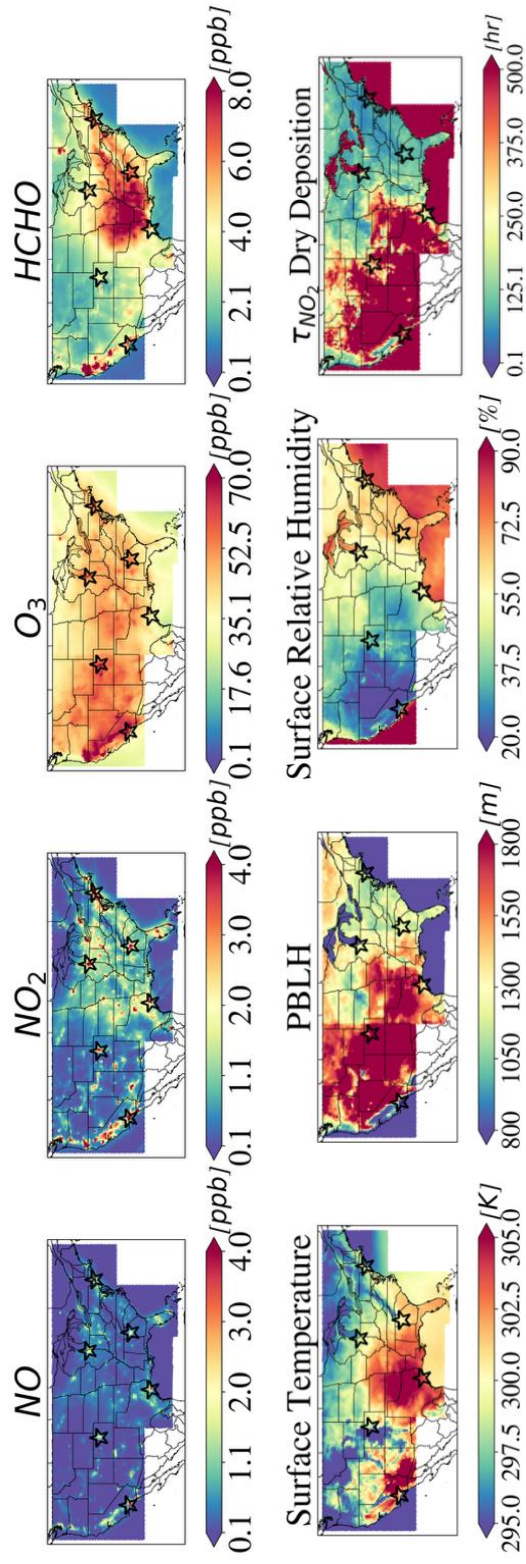 NO
0.1 1.1 2.0 3.0 4.0 [ppb]
NO2
0.1 1.1 2.0 3.0 4.0 [ppb]
O3
0.1 17.6 35.1 52.5 70.0 [ppb]
HCHO
0.1 2.1 4.0 6.0 8.0 [ppb]
Surface Temperature
295.0 297.5 300.0 302.5 305.0 [K]
PBLH
800 1050 1300 1550 1800 [m]
Surface Relative Humidity
20.0 37.5 55.0 72.5 90.0 [%]
τNO2 Dry Deposition
0.1 125.1 250.0 375.0 500.0 [hr]